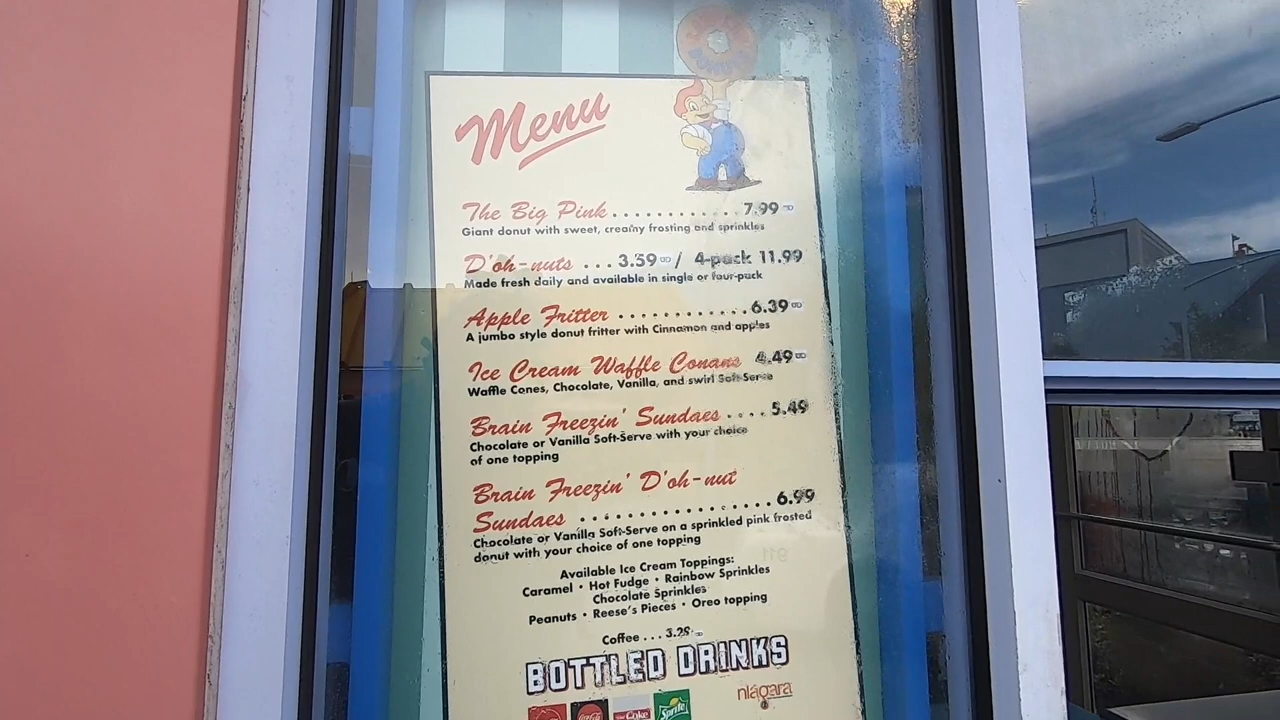 Menu
The Big Pink . . . . . . . . . . . . 7.99
Giant donut with sweet, creamy frosting and sprinkles
D'oh-nuts . . . 3.59 / 4-pack 11.99
Made fresh daily and available in single or four-pack
Apple Fritter . . . . . . . . . . . . 6.39
A jumbo style donut fritter with Cinnamon and apples
Ice Cream Waffle Conans 4.49
Waffle Cones, Chocolate, Vanilla, and swirl Soft-Serve
Brain Freezin' Sundaes . . . . 5.49
Chocolate or Vanilla Soft-Serve with your choice
of one topping
Brain Freezin' D'oh-nut
Sundaes . . . . . . . . . . . . . . . . . . 6.99
Chocolate or Vanilla Soft-Serve on a sprinkled pink frosted
donut with your choice of one topping
Available Ice Cream Toppings:
Caramel • Hot Fudge • Rainbow Sprinkles
Chocolate Sprinkles
Peanuts • Reese's Pieces • Oreo topping
Coffee . . . 3.29
BOTTLED DRINKS
niagara
Coke
Sprite